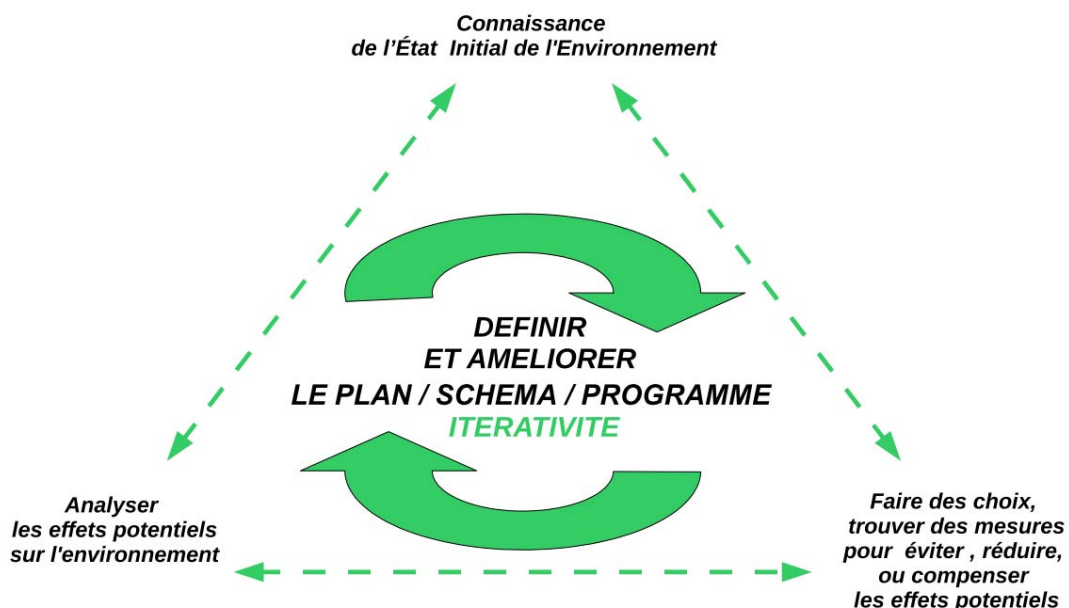 Connaissance
de l’État Initial de l'Environnement
DEFINIR
ET AMELIORER
LE PLAN / SCHEMA / PROGRAMME
ITERATIVITE
Analyser
les effets potentiels
sur l'environnement
Faire des choix,
trouver des mesures
pour éviter , réduire,
ou compenser
les effets potentiels